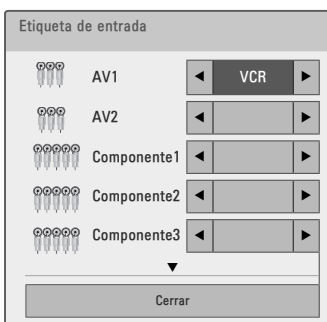 Etiqueta de entrada
AV1 ◄ VCR ►
AV2 ◄ ►
Componente1 ◄ ►
Componente2 ◄ ►
Componente3 ◄ ►
▼
Cerrar